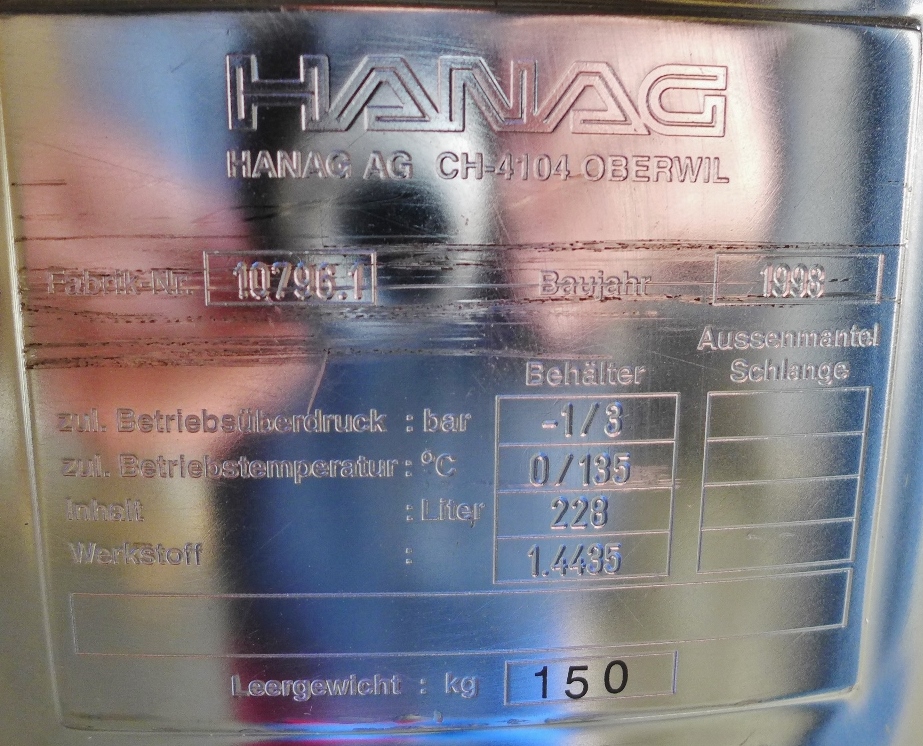 HANAG
HANAG AG CH-4104 OBERWIL
Fabrik-Nr. 10796.1 Baujahr 1998
Aussenmantel
Behälter Schlange
zul. Betriebsüberdruck : bar -1/3
zul. Betriebstemperatur : °C 0/135
Inhalt : Liter 228
Werkstoff : 1.4435
Leergewicht : kg 150